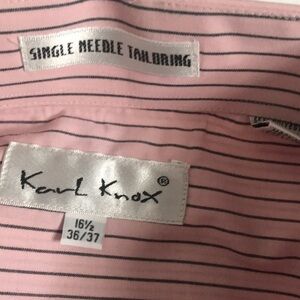 SINGLE NEEDLE TAILORING
Karl Knox®
16½
36/37